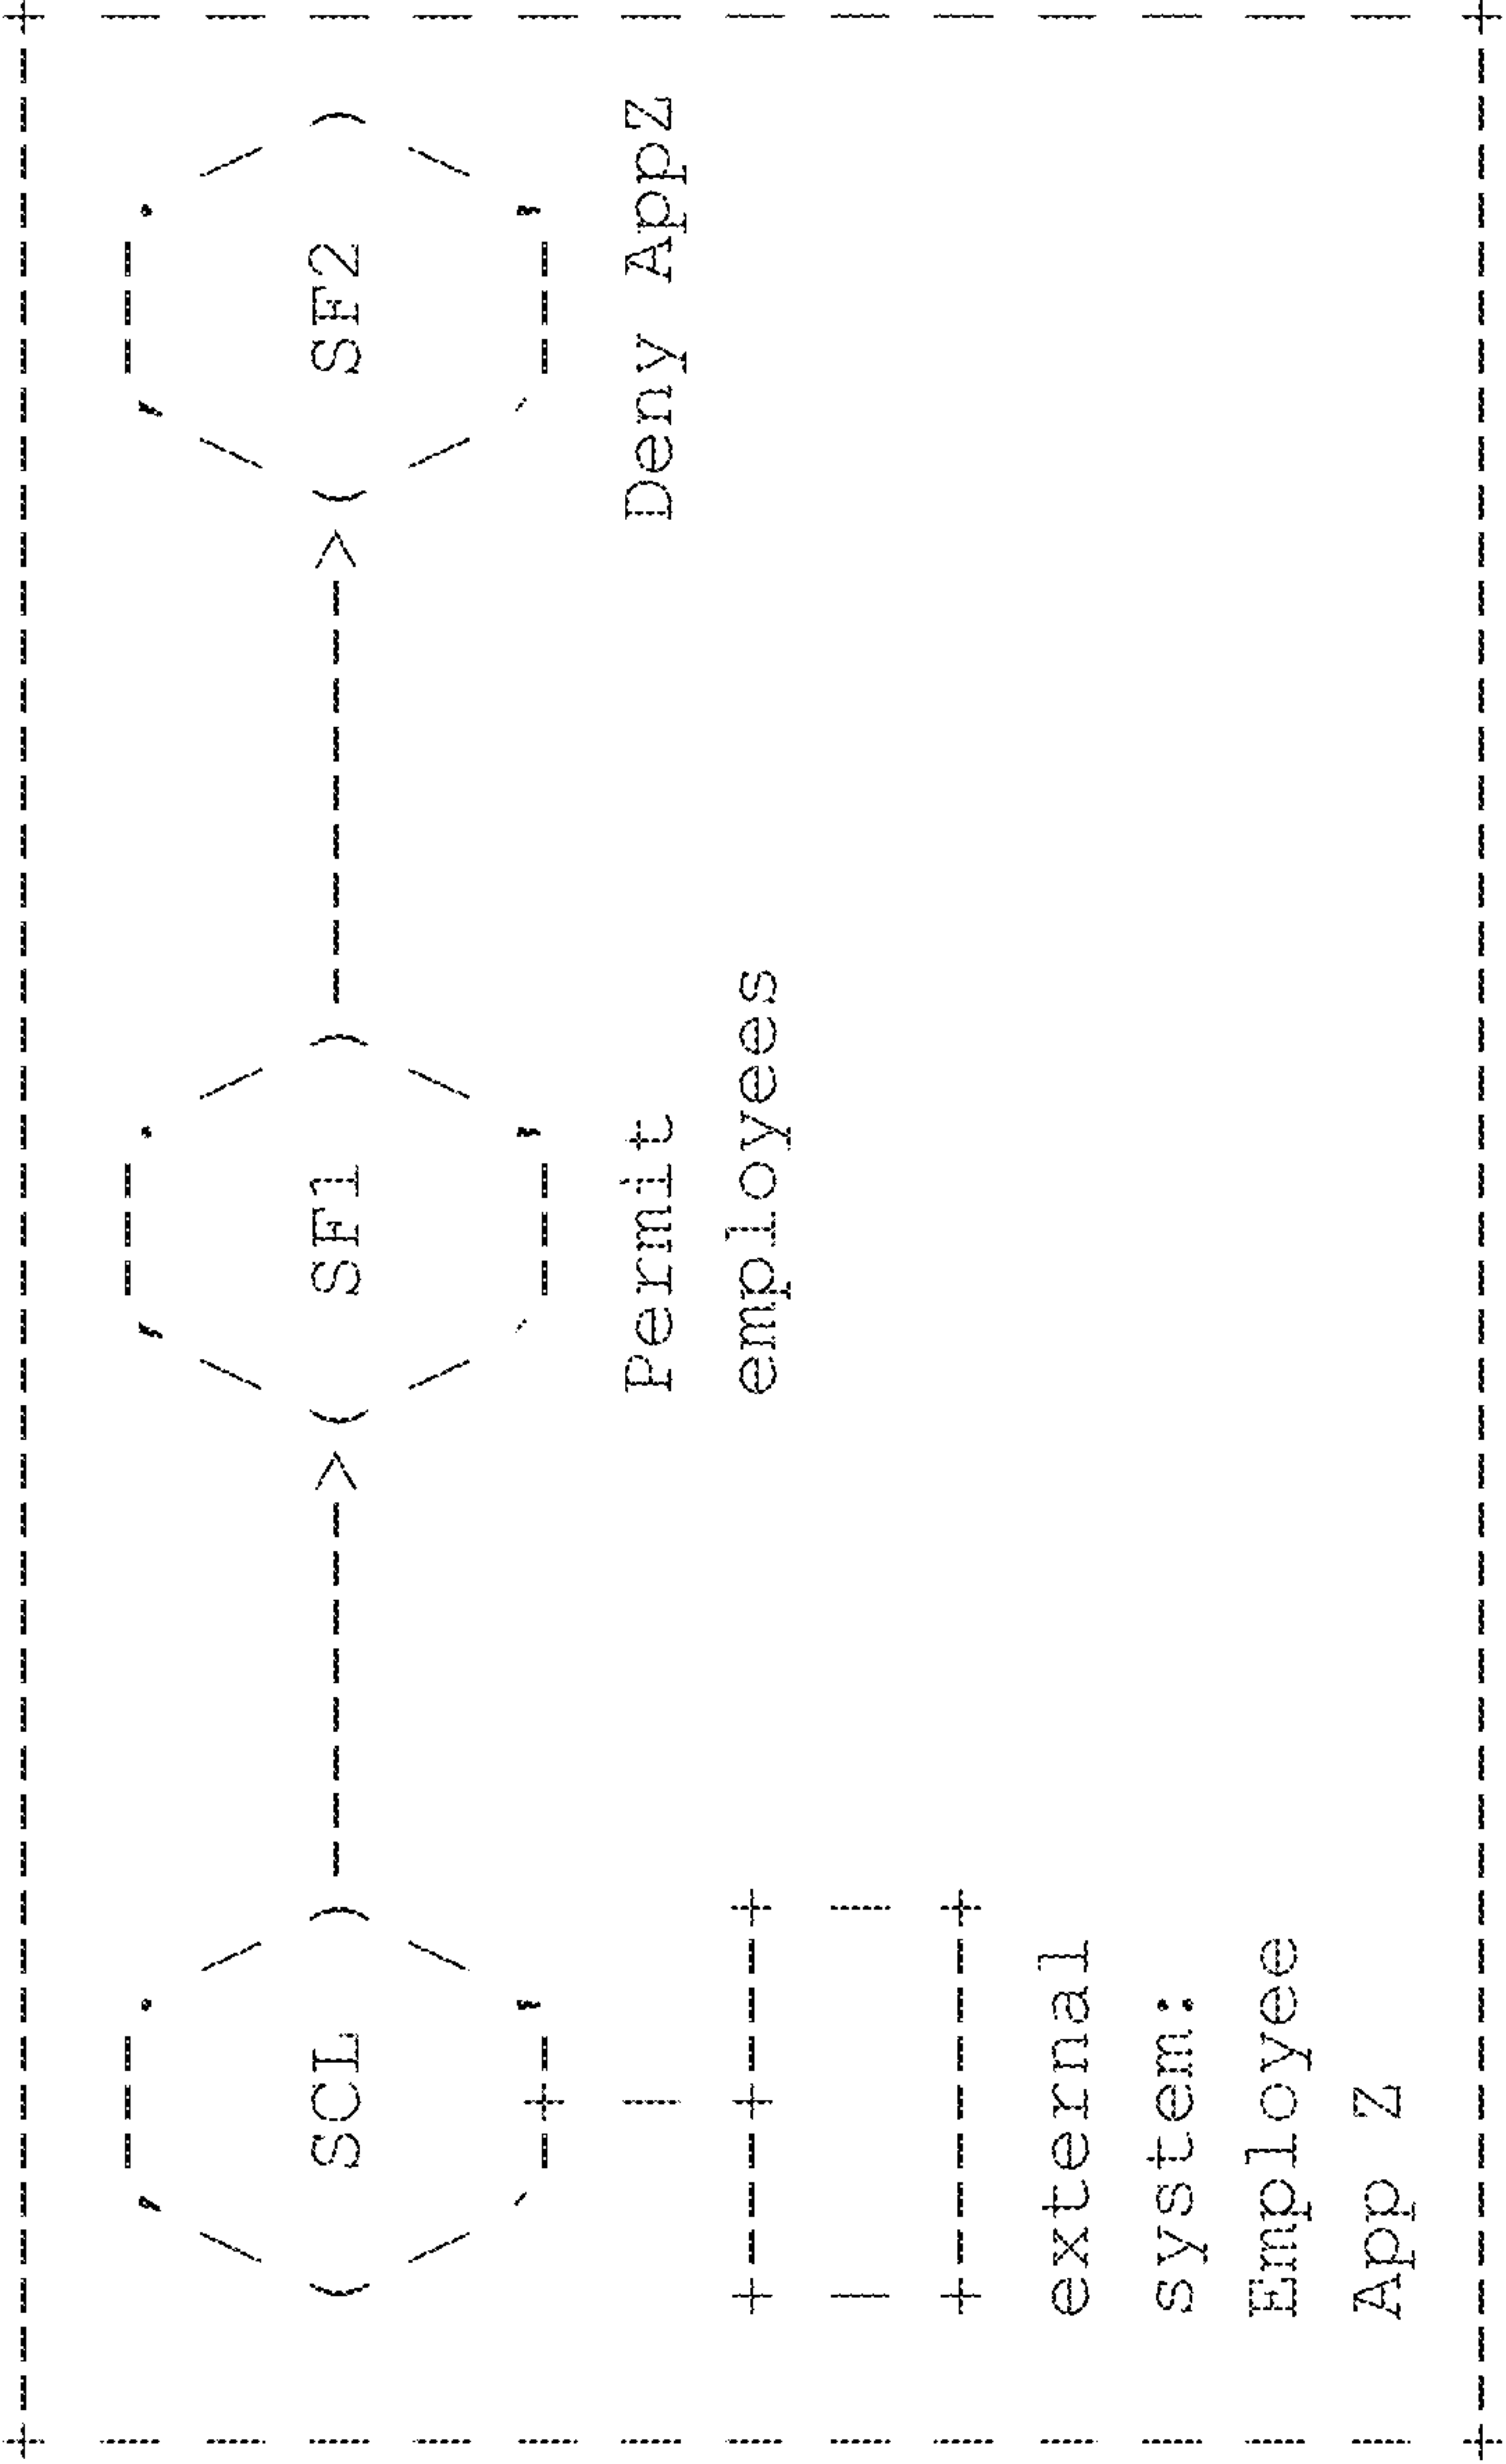 SCL SF1 SF2
Permit Deny AppZ
employees
external
system:
Employee
App Z